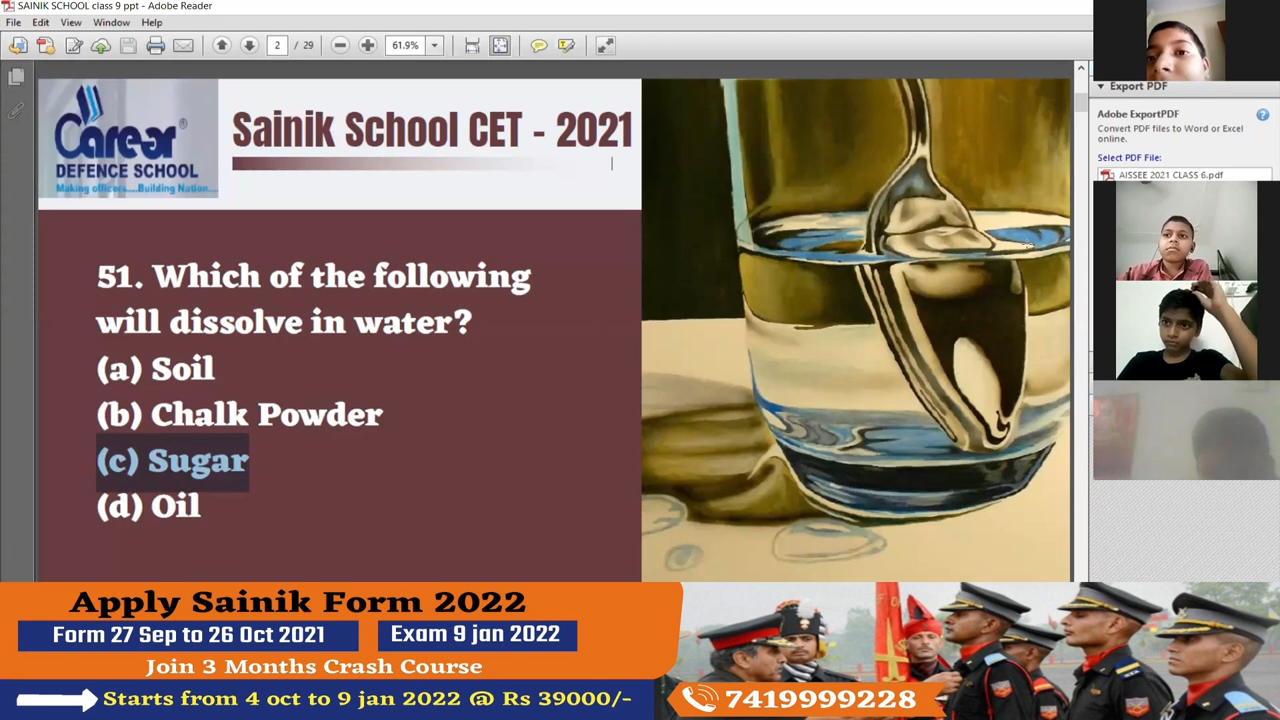 SAINIK SCHOOL class 9 ppt - Adobe Reader
File Edit View Window Help
2 / 29 61.9%
Career®
DEFENCE SCHOOL
Making officers....Building Nation....
Sainik School CET - 2021
51. Which of the following
will dissolve in water?
(a) Soil
(b) Chalk Powder
(c) Sugar
(d) Oil
Export PDF
Adobe ExportPDF
Convert PDF files to Word or Excel
online.
Select PDF File:
AISSEE 2021 CLASS 6.pdf
Apply Sainik Form 2022
Form 27 Sep to 26 Oct 2021
Exam 9 jan 2022
Join 3 Months Crash Course
Starts from 4 oct to 9 jan 2022 @ Rs 39000/-
7419999228